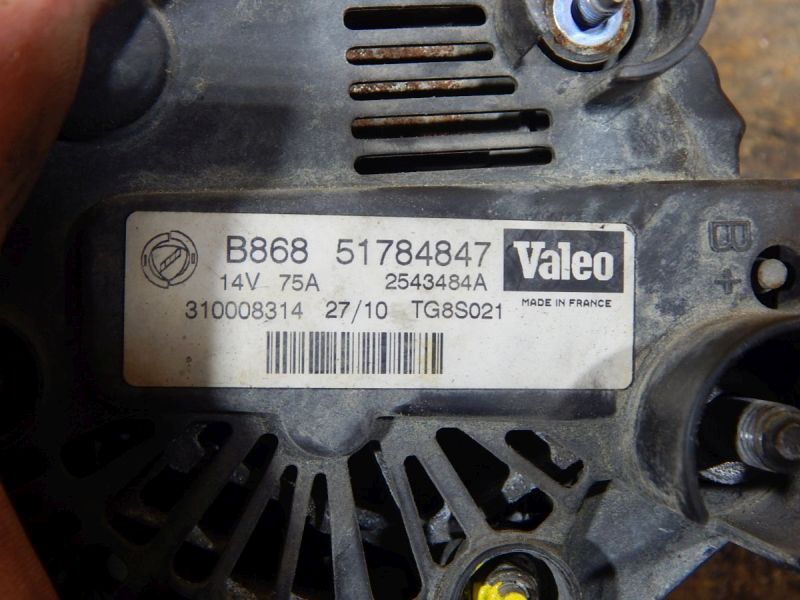 B868 51784847 Valeo
14V 75A 2543484A
MADE IN FRANCE
310008314 27/10 TG8S021
B+